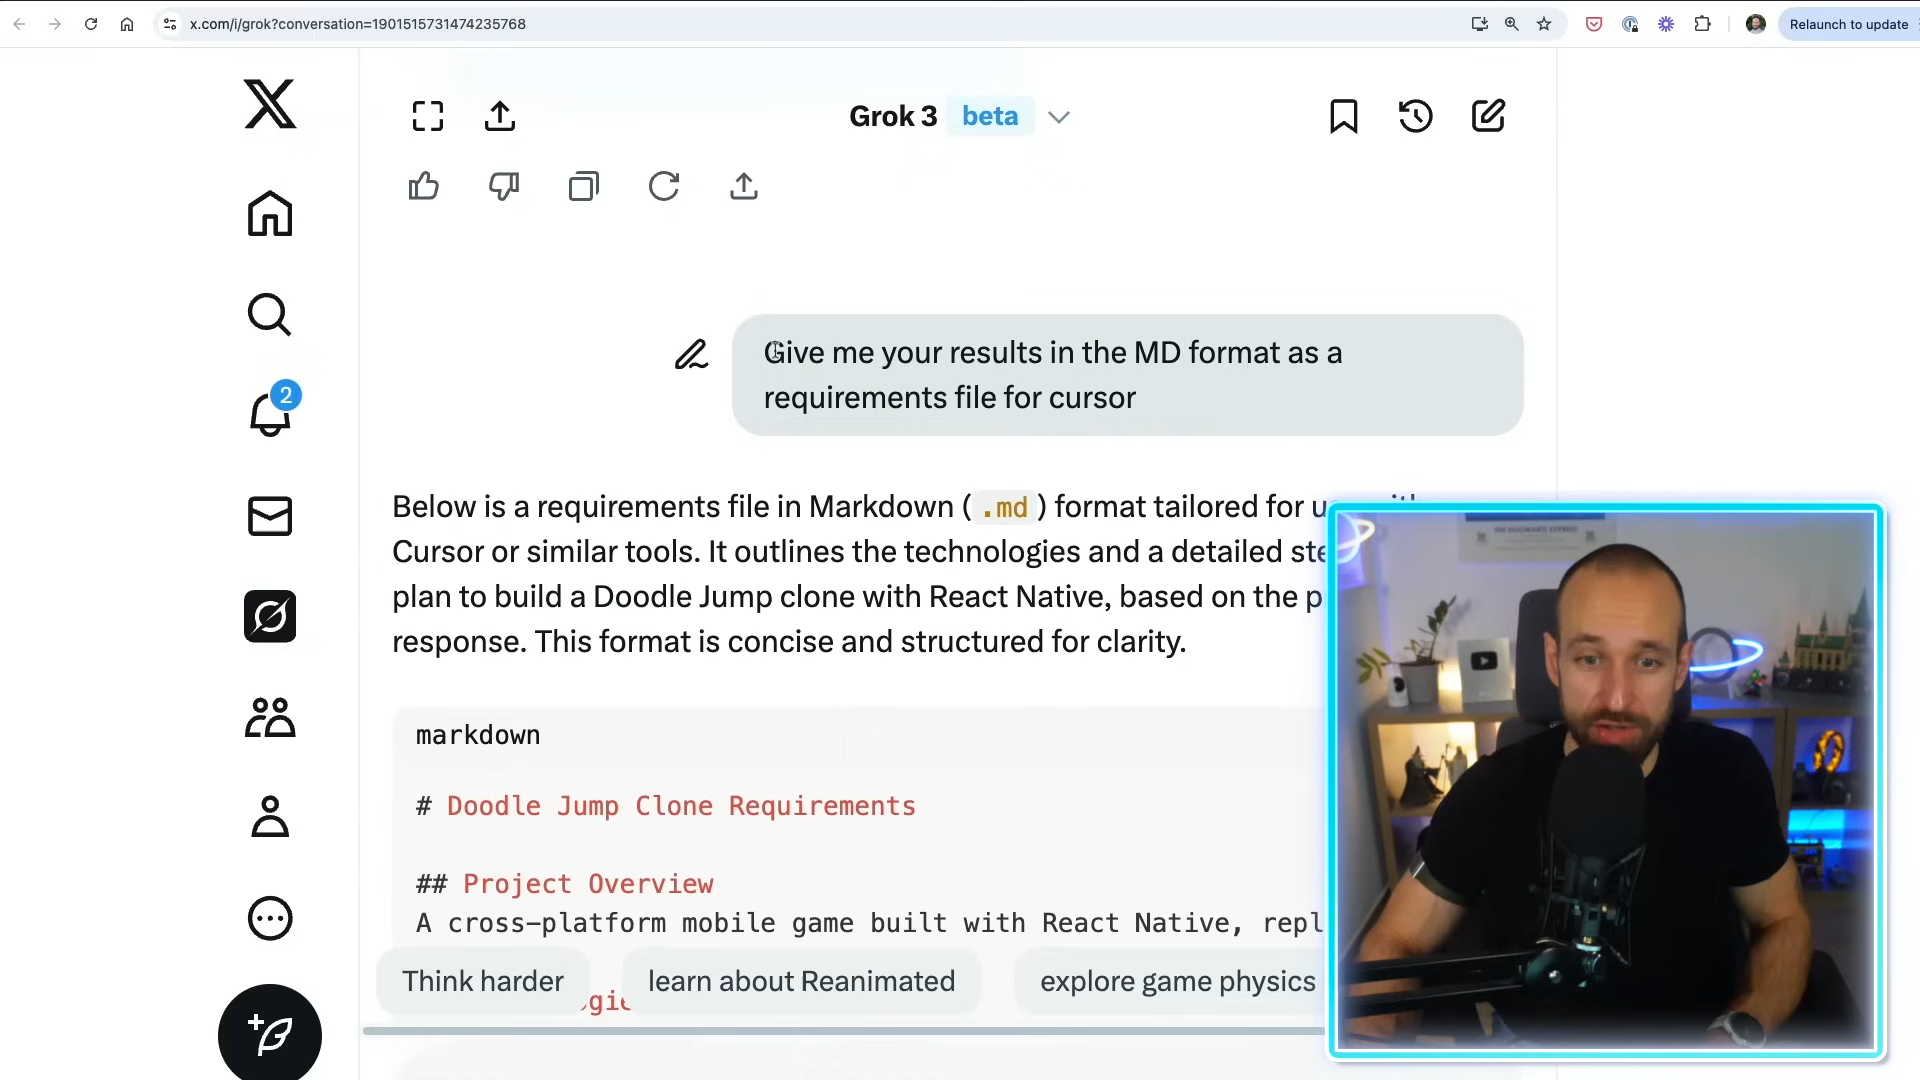 x.com/i/grok?conversation=1901515731474235768
Relaunch to update
Grok 3 beta
Give me your results in the MD format as a
requirements file for cursor
2
Below is a requirements file in Markdown (.md) format tailored for
Cursor or similar tools. It outlines the technologies and a detailed
plan to build a Doodle Jump clone with React Native, based on the
response. This format is concise and structured for clarity.
markdown
# Doodle Jump Clone Requirements
## Project Overview
A cross-platform mobile game built with React Native, repl
Think harder
learn about Reanimated
explore game physics